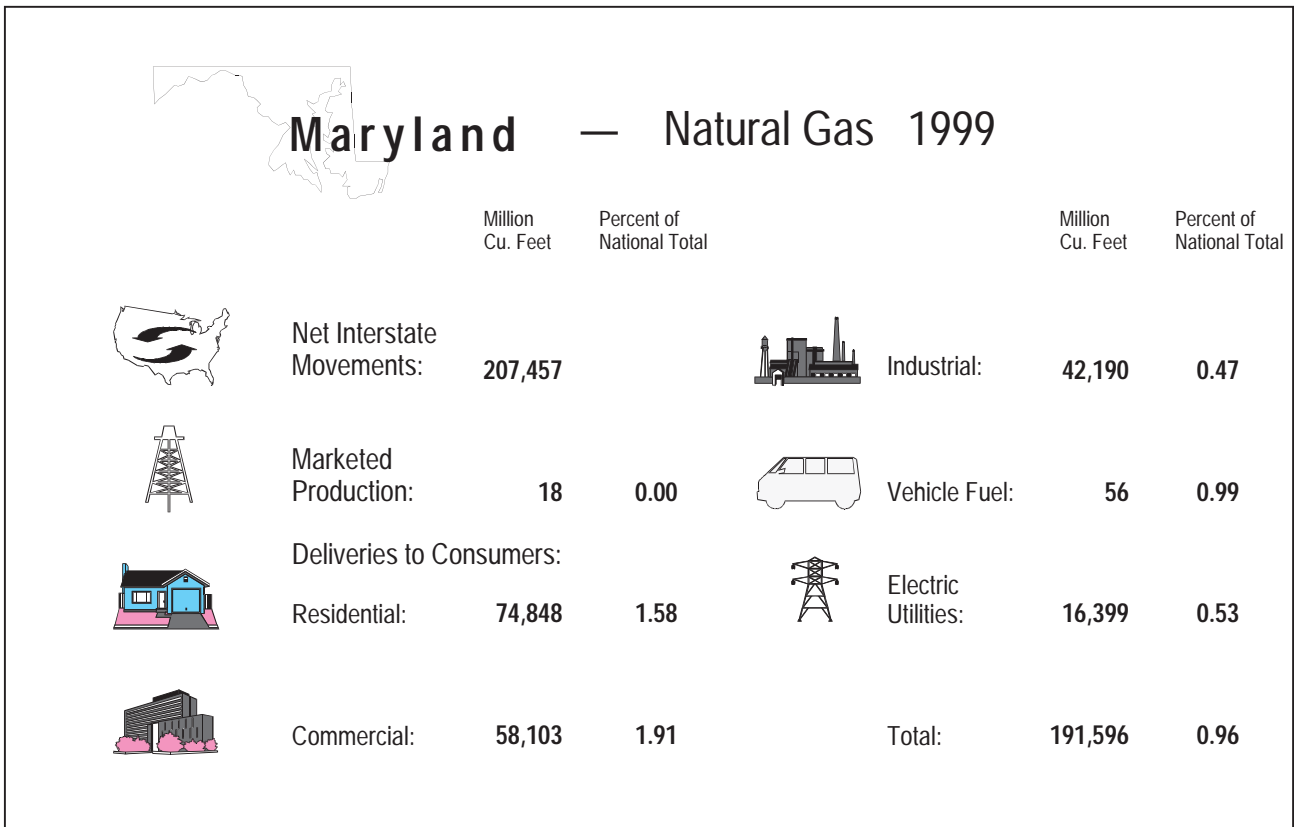 Maryland — Natural Gas 1999
Million Percent of
Cu. Feet National Total
Net Interstate
Movements: 207,457
Marketed
Production: 18 0.00
Deliveries to Consumers:
Residential: 74,848 1.58
Commercial: 58,103 1.91
Million Percent of
Cu. Feet National Total
Industrial: 42,190 0.47
Vehicle Fuel: 56 0.99
Electric
Utilities: 16,399 0.53
Total: 191,596 0.96